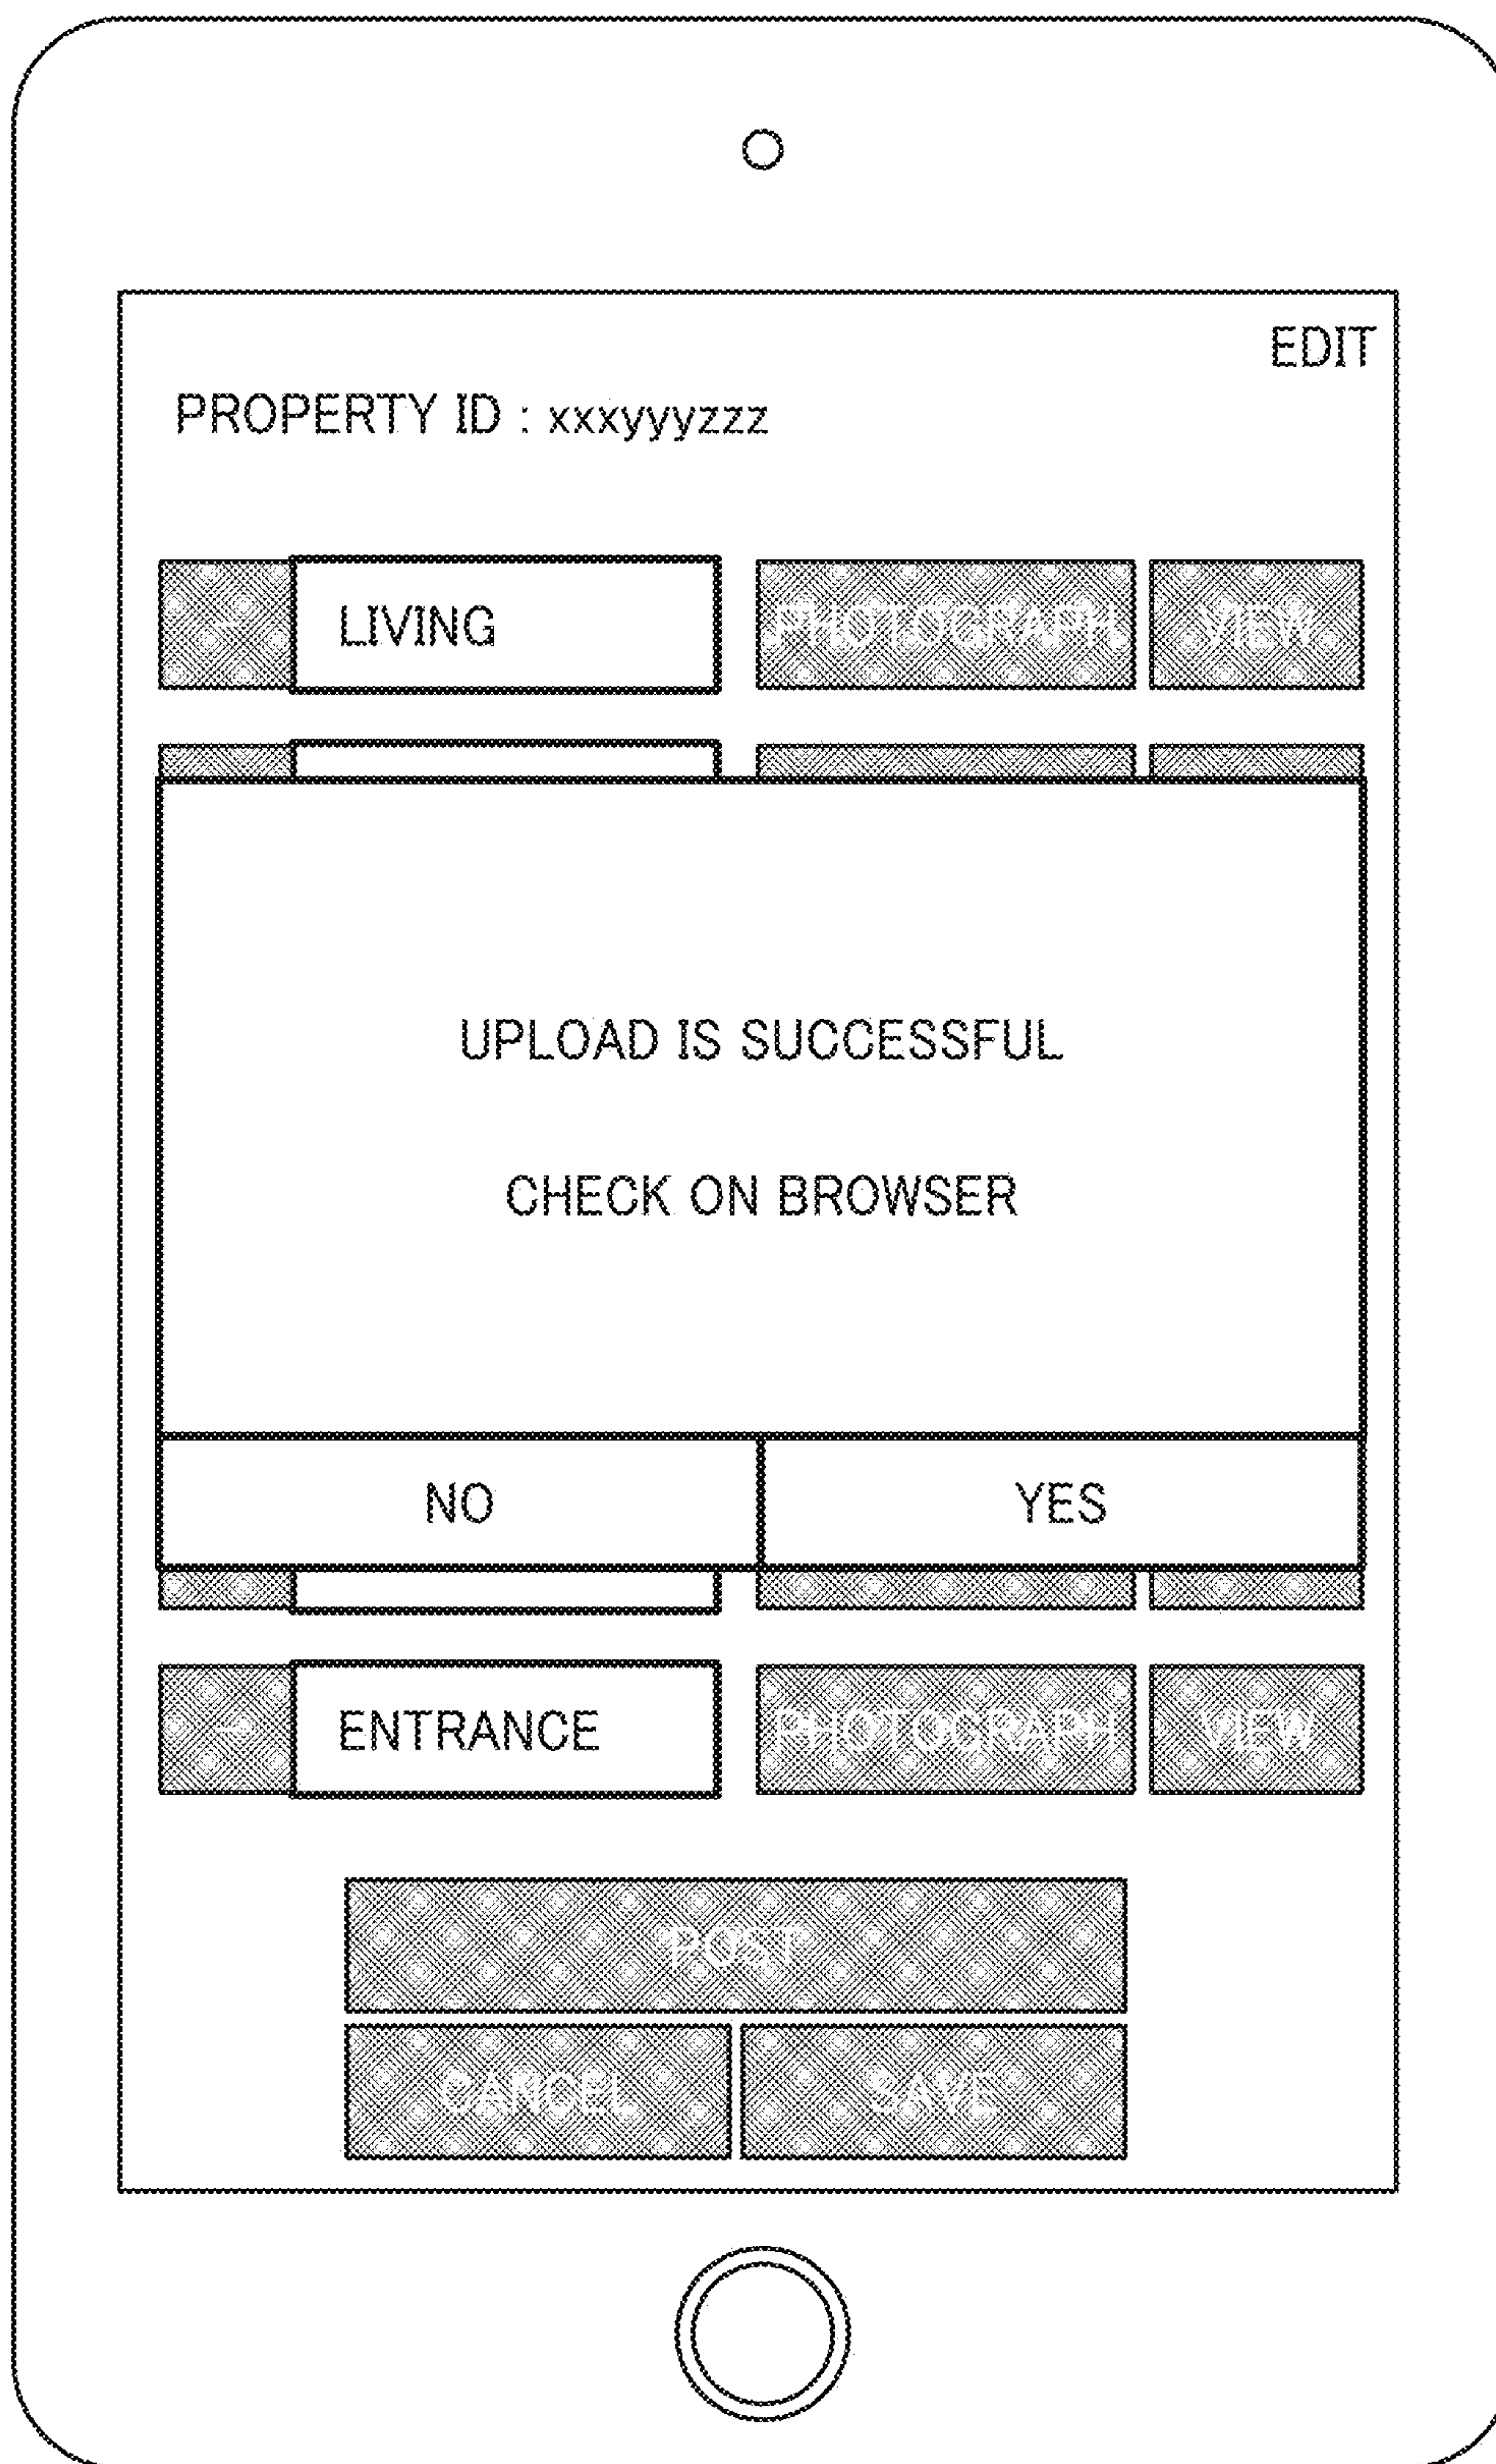 EDIT
PROPERTY ID : xxxyyyzzz
- LIVING PHOTOGRAPH VIEW
UPLOAD IS SUCCESSFUL
CHECK ON BROWSER
NO YES
- ENTRANCE PHOTOGRAPH VIEW
POST
CANCEL SAVE